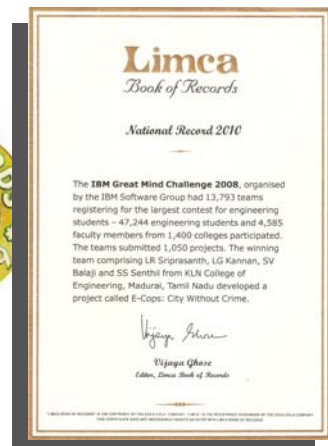 Limca
Book of Records
National Record 2010
The IBM Great Mind Challenge 2008, organised
by the IBM Software Group had 13,793 teams
registering for the largest contest for engineering
students – 47,244 engineering students and 4,585
faculty members from 1,400 colleges participated.
The teams submitted 1,050 projects. The winning
team comprising LR Sriprasanth, LG Kannan, SV
Balaji and SS Senthil from KLN College of
Engineering, Madurai, Tamil Nadu developed a
project called E-Cops: City Without Crime.
Vijaya Ghose
Vijaya Ghose
Editor, Limca Book of Records